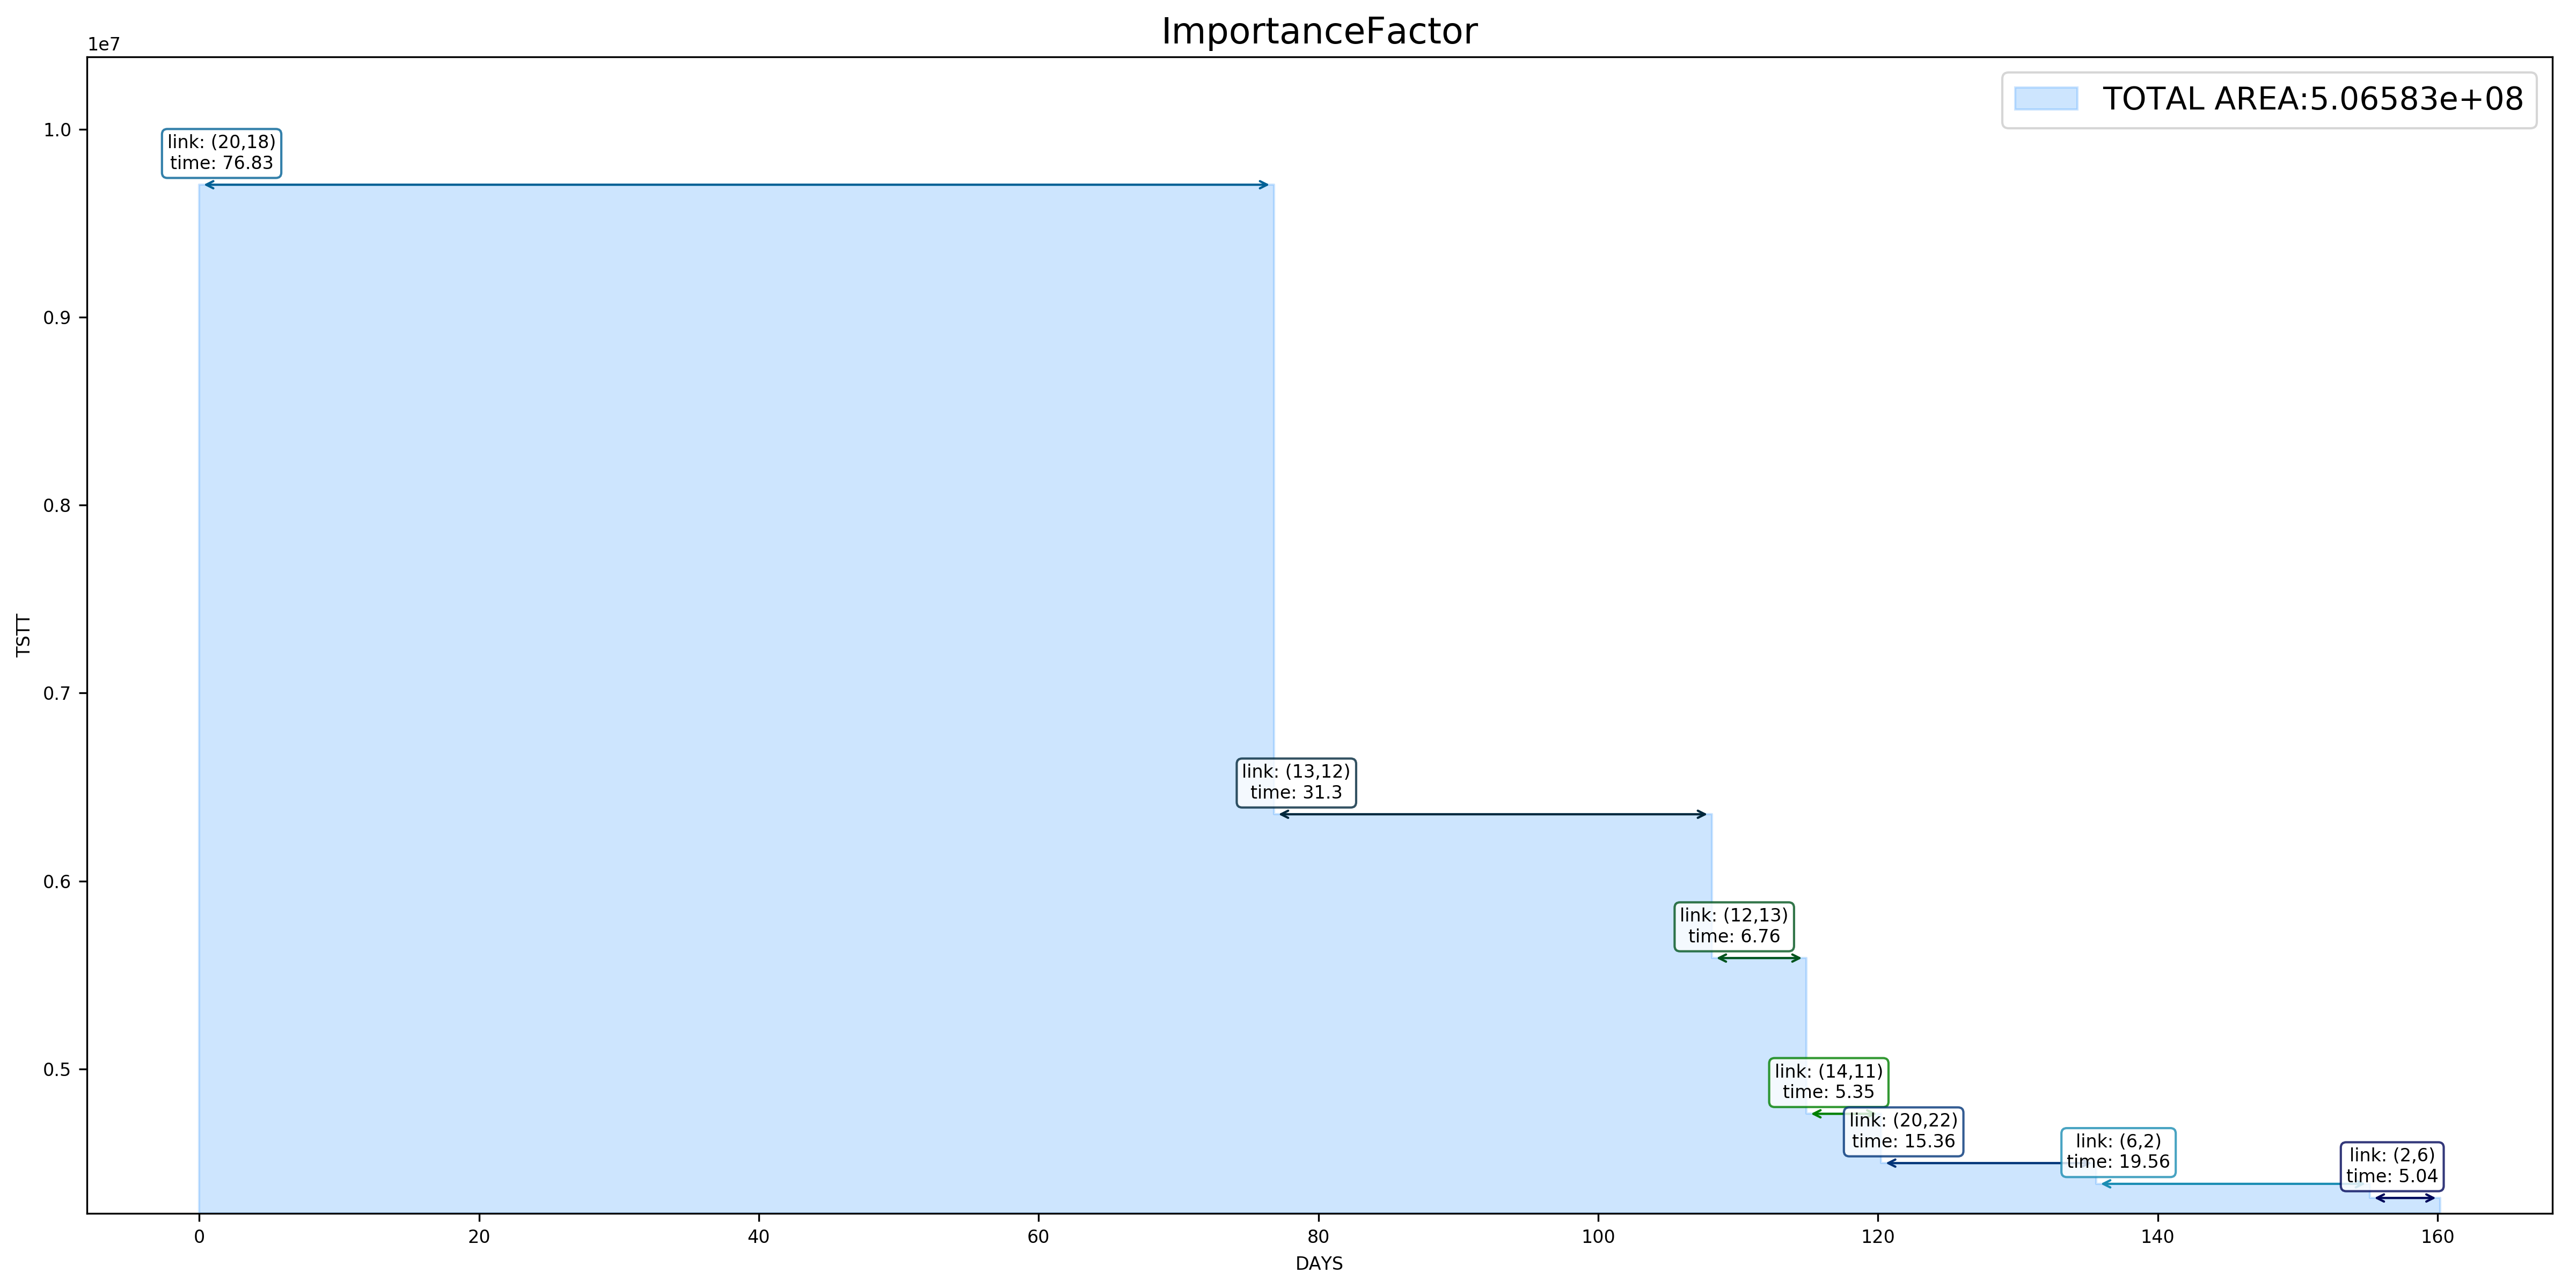 ImportanceFactor
1e7
TOTAL AREA:5.06583e+08
1.0
0.9
0.8
0.7
0.6
0.5
TSTT
link: (20,18)
time: 76.83
link: (13,12)
time: 31.3
link: (12,13)
time: 6.76
link: (14,11)
time: 5.35
link: (20,22)
time: 15.36
link: (6,2)
time: 19.56
link: (2,6)
time: 5.04
0 20 40 60 80 100 120 140 160
DAYS